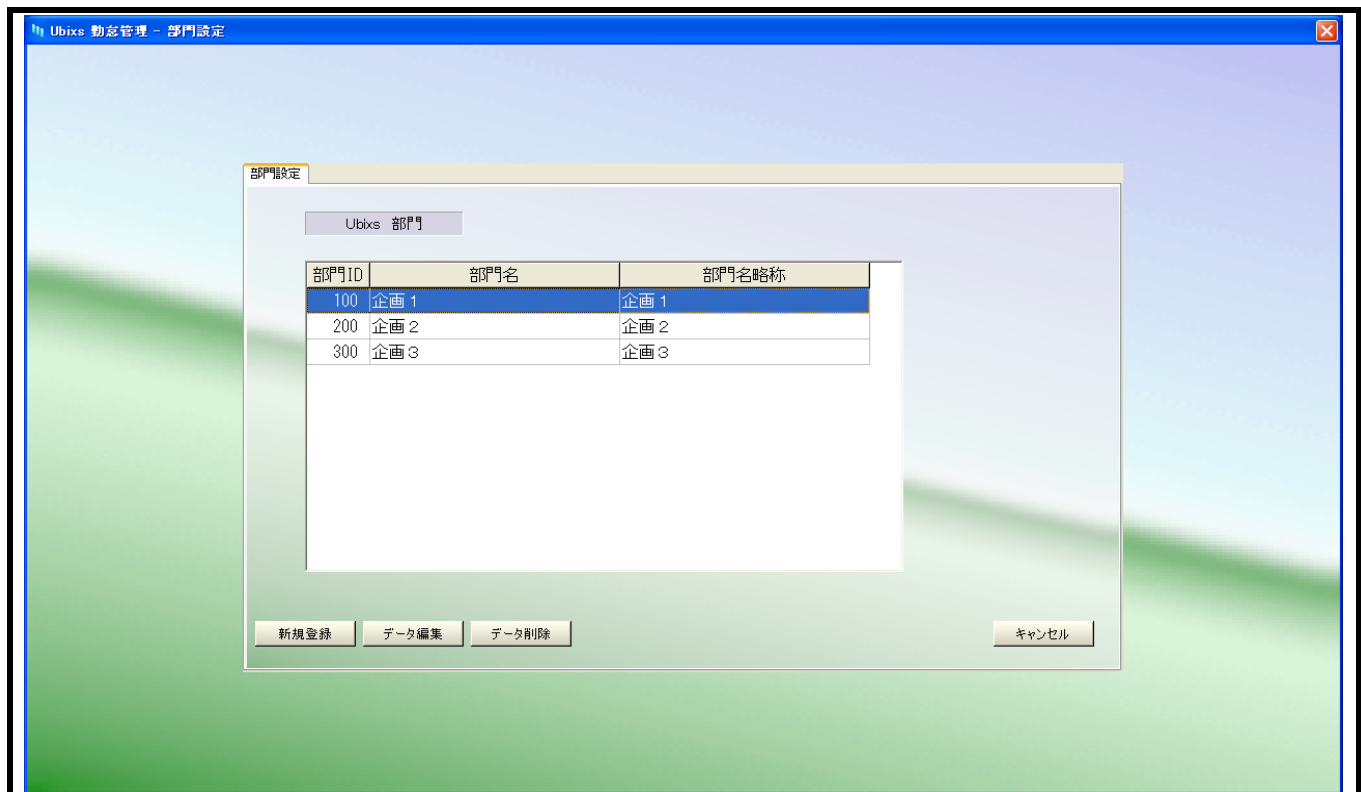 Ubixs 勤怠管理 - 部門設定
部門設定
Ubixs 部門
部門ID 部門名 部門名略称
100 企画１ 企画１
200 企画２ 企画２
300 企画３ 企画３
新規登録 データ編集 データ削除 キャンセル